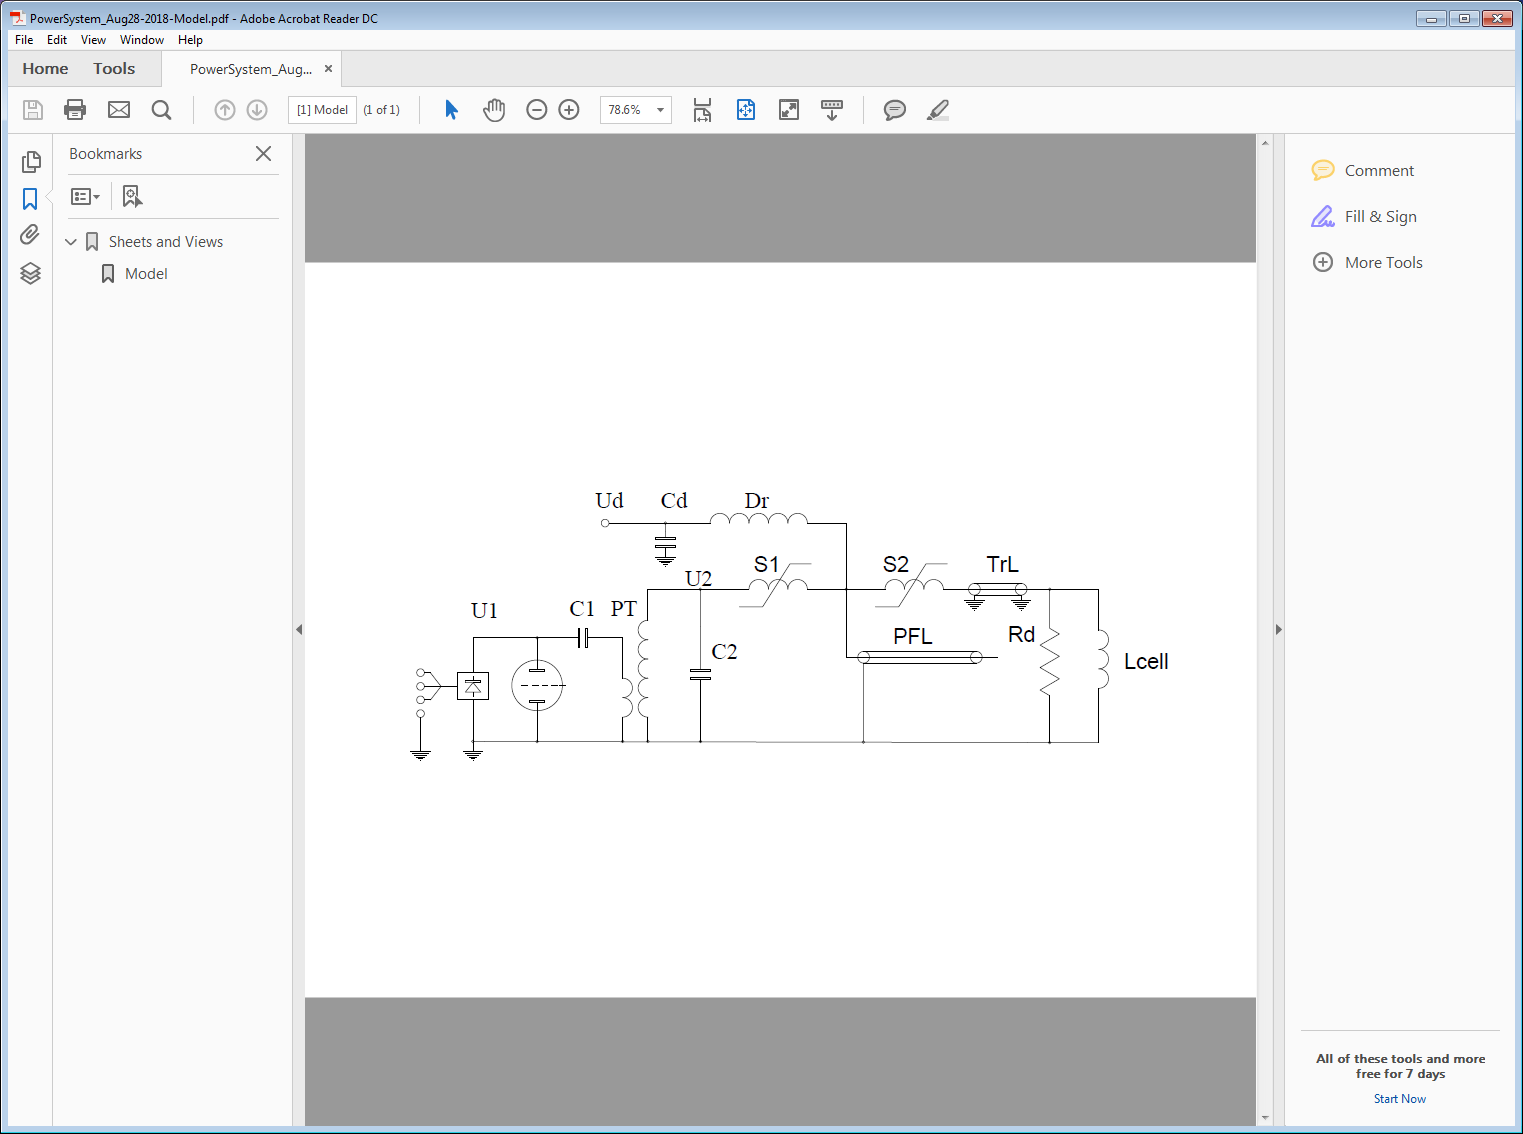 PowerSystem_Aug28-2018-Model.pdf - Adobe Acrobat Reader DC
File Edit View Window Help
Home Tools PowerSystem_Aug... ×
[1] Model (1 of 1) 78.6%
Bookmarks
Sheets and Views
Model
Ud Cd Dr
S1 S2 TrL
U2
U1 C1 PT
PFL Rd
C2 Lcell
Comment
Fill & Sign
More Tools
All of these tools and more
free for 7 days
Start Now